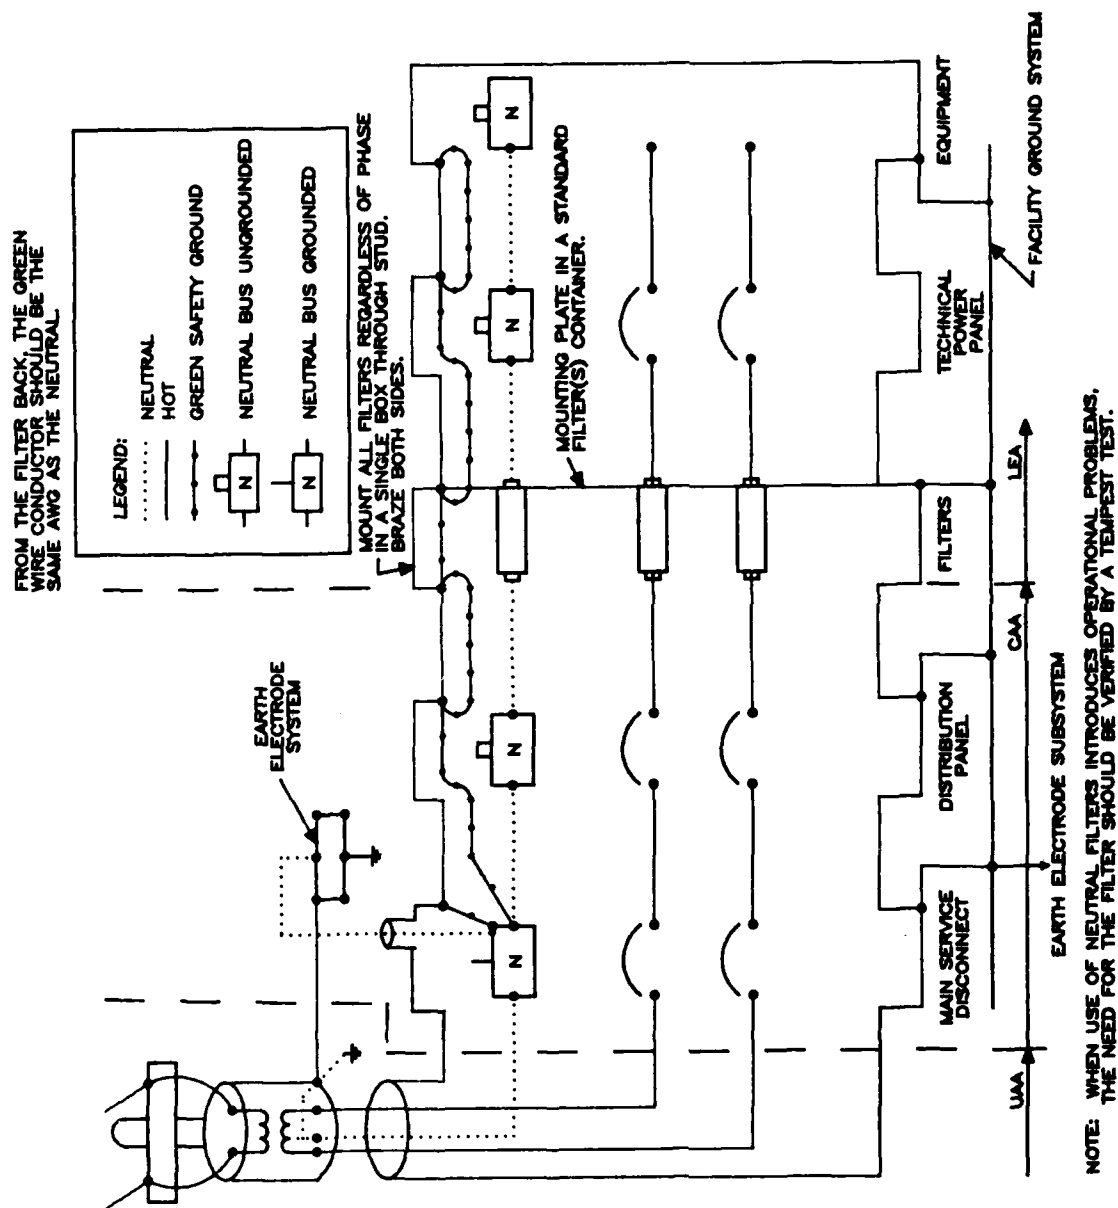 FROM THE FILTER BACK, THE GREEN
WIRE CONDUCTOR SHOULD BE THE
SAME AWG AS THE NEUTRAL.
LEGEND:
NEUTRAL
HOT
GREEN SAFETY GROUND
N
NEUTRAL BUS UNGROUNDED
N
NEUTRAL BUS GROUNDED
EARTH
ELECTRODE
SYSTEM
MOUNT ALL FILTERS REGARDLESS OF PHASE
IN A SINGLE BOX THROUGH STUD.
BRAZE BOTH SIDES.
N
N
N
N
MOUNTING PLATE IN A STANDARD
FILTER(S) CONTAINER.
MAIN SERVICE
DISCONNECT
DISTRIBUTION
PANEL
FILTERS
TECHNICAL
POWER
PANEL
EQUIPMENT
UAA
CAA
LEA
FACILITY GROUND SYSTEM
EARTH ELECTRODE SUBSYSTEM
NOTE: WHEN USE OF NEUTRAL FILTERS INTRODUCES OPERATIONAL PROBLEMS,
THE NEED FOR THE FILTER SHOULD BE VERIFIED BY A TEMPEST TEST.